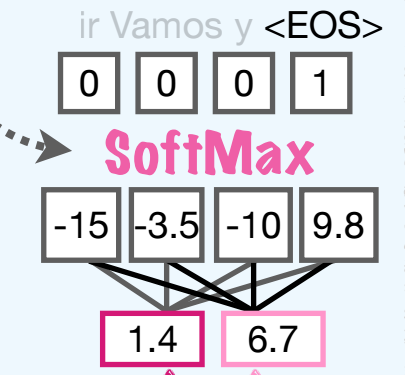 ir Vamos y <EOS>
0 0 0 1
SoftMax
-15 -3.5 -10 9.8
1.4 6.7